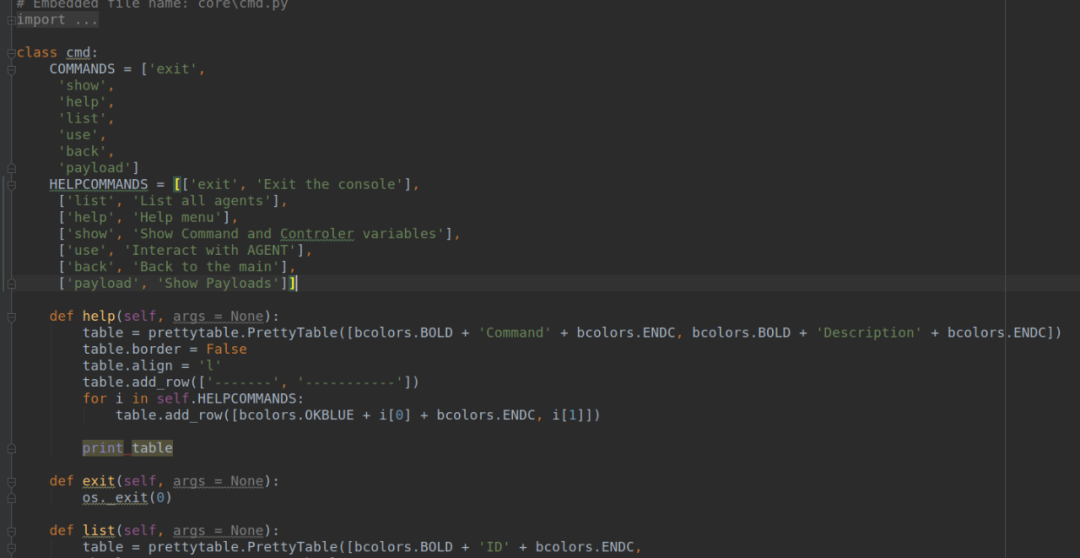 # Embedded file name: core\cmd.py
import ...
class cmd:
    COMMANDS = ['exit',
     'show',
     'help',
     'list',
     'use',
     'back',
     'payload']
    HELPCOMMANDS = [['exit', 'Exit the console'],
     ['list', 'List all agents'],
     ['help', 'Help menu'],
     ['show', 'Show Command and Controler variables'],
     ['use', 'Interact with AGENT'],
     ['back', 'Back to the main'],
     ['payload', 'Show Payloads']]
    def help(self, args = None):
        table = prettytable.PrettyTable([bcolors.BOLD + 'Command' + bcolors.ENDC, bcolors.BOLD + 'Description' + bcolors.ENDC])
        table.border = False
        table.align = 'l'
        table.add_row(['-------', '-----------'])
        for i in self.HELPCOMMANDS:
            table.add_row([bcolors.OKBLUE + i[0] + bcolors.ENDC, i[1]])
        print table
    def exit(self, args = None):
        os._exit(0)
    def list(self, args = None):
        table = prettytable.PrettyTable([bcolors.BOLD + 'ID' + bcolors.ENDC,